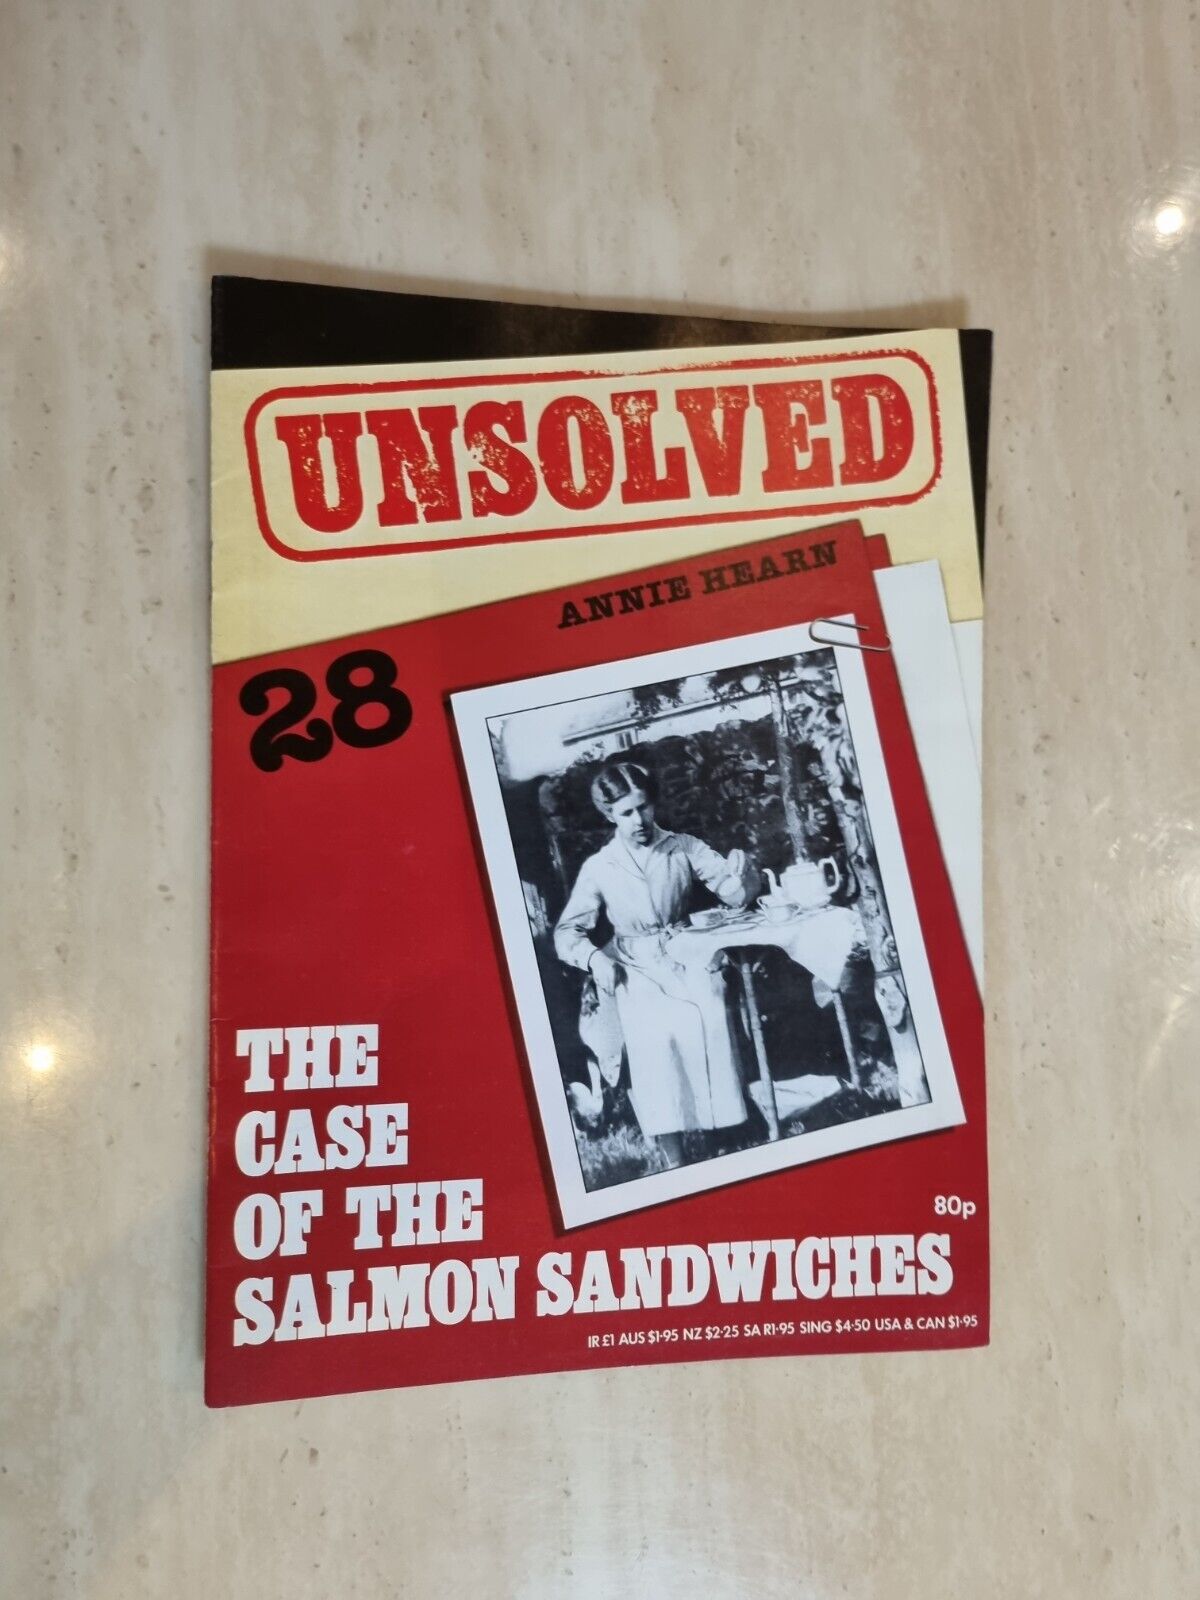 UNSOLVED
ANNIE HEARN
28
THE
CASE
OF THE
SALMON SANDWICHES
80p
IR £1 AUS $1·95 NZ $2·25 SA R1·95 SING $4·50 USA & CAN $1·95